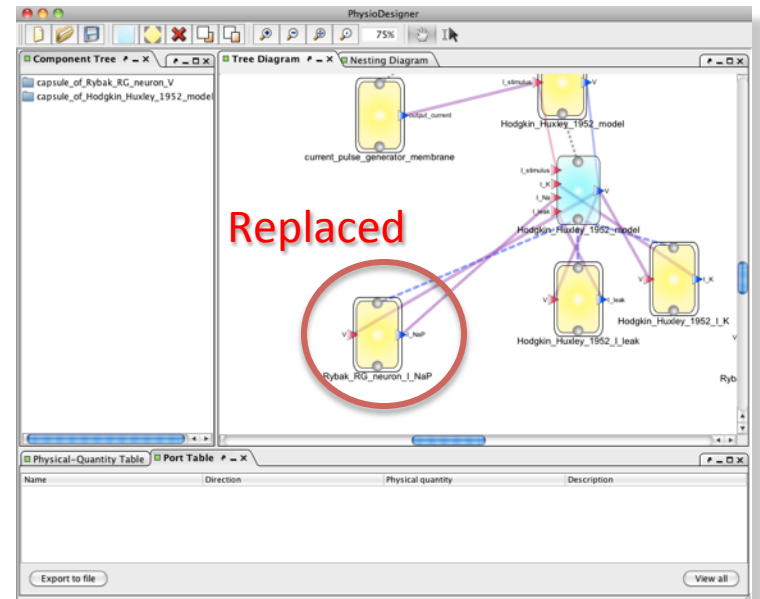 PhysioDesigner
75%
Component Tree
Tree Diagram
Nesting Diagram
capsule_of_Rybak_RG_neuron_V
capsule_of_Hodgkin_Huxley_1952_model
I_stimulus
V
output_current
Hodgkin_Huxley_1952_model
current_pulse_generator_membrane
I_stimulus
I_K
I_Na
V
I_leak
Hodgkin_Huxley_1952_model
Replaced
V
I_leak
V
I_K
Hodgkin_Huxley_1952_I_K
V
I_NaP
Hodgkin_Huxley_1952_I_leak
V
Rybak_RG_neuron_I_NaP
Ryb
Physical-Quantity Table
Port Table
Name Direction Physical quantity Description
Export to file
View all